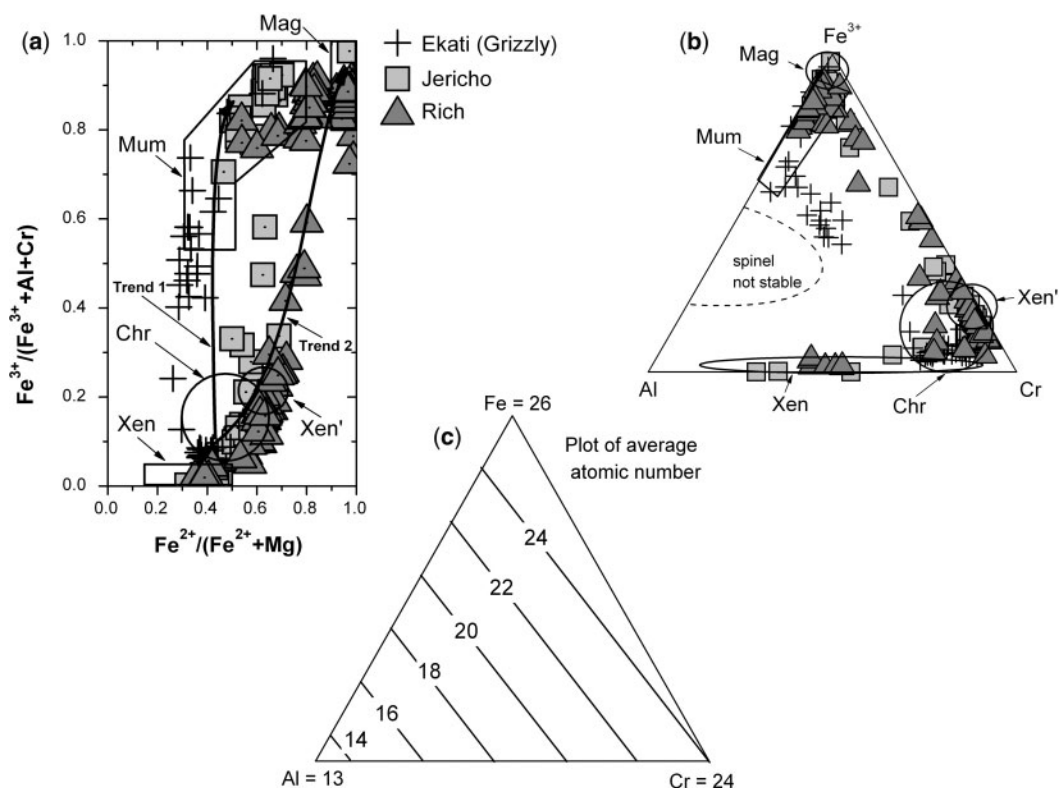 (a)
Mag
1.0
0.8
0.6
0.4
0.2
0.0
Fe3+/(Fe3++Al+Cr)
Mum
Trend 1
Chr
Xen
Trend 2
Xen'
0.0 0.2 0.4 0.6 0.8 1.0
Fe2+/(Fe2++Mg)
Ekati (Grizzly)
Jericho
Rich
(b)
Fe3+
Mag
Mum
spinel
not stable
Xen'
Al
Xen
Chr
Cr
(c)
Fe = 26
Plot of average
atomic number
24
22
20
18
16
14
Al = 13
Cr = 24